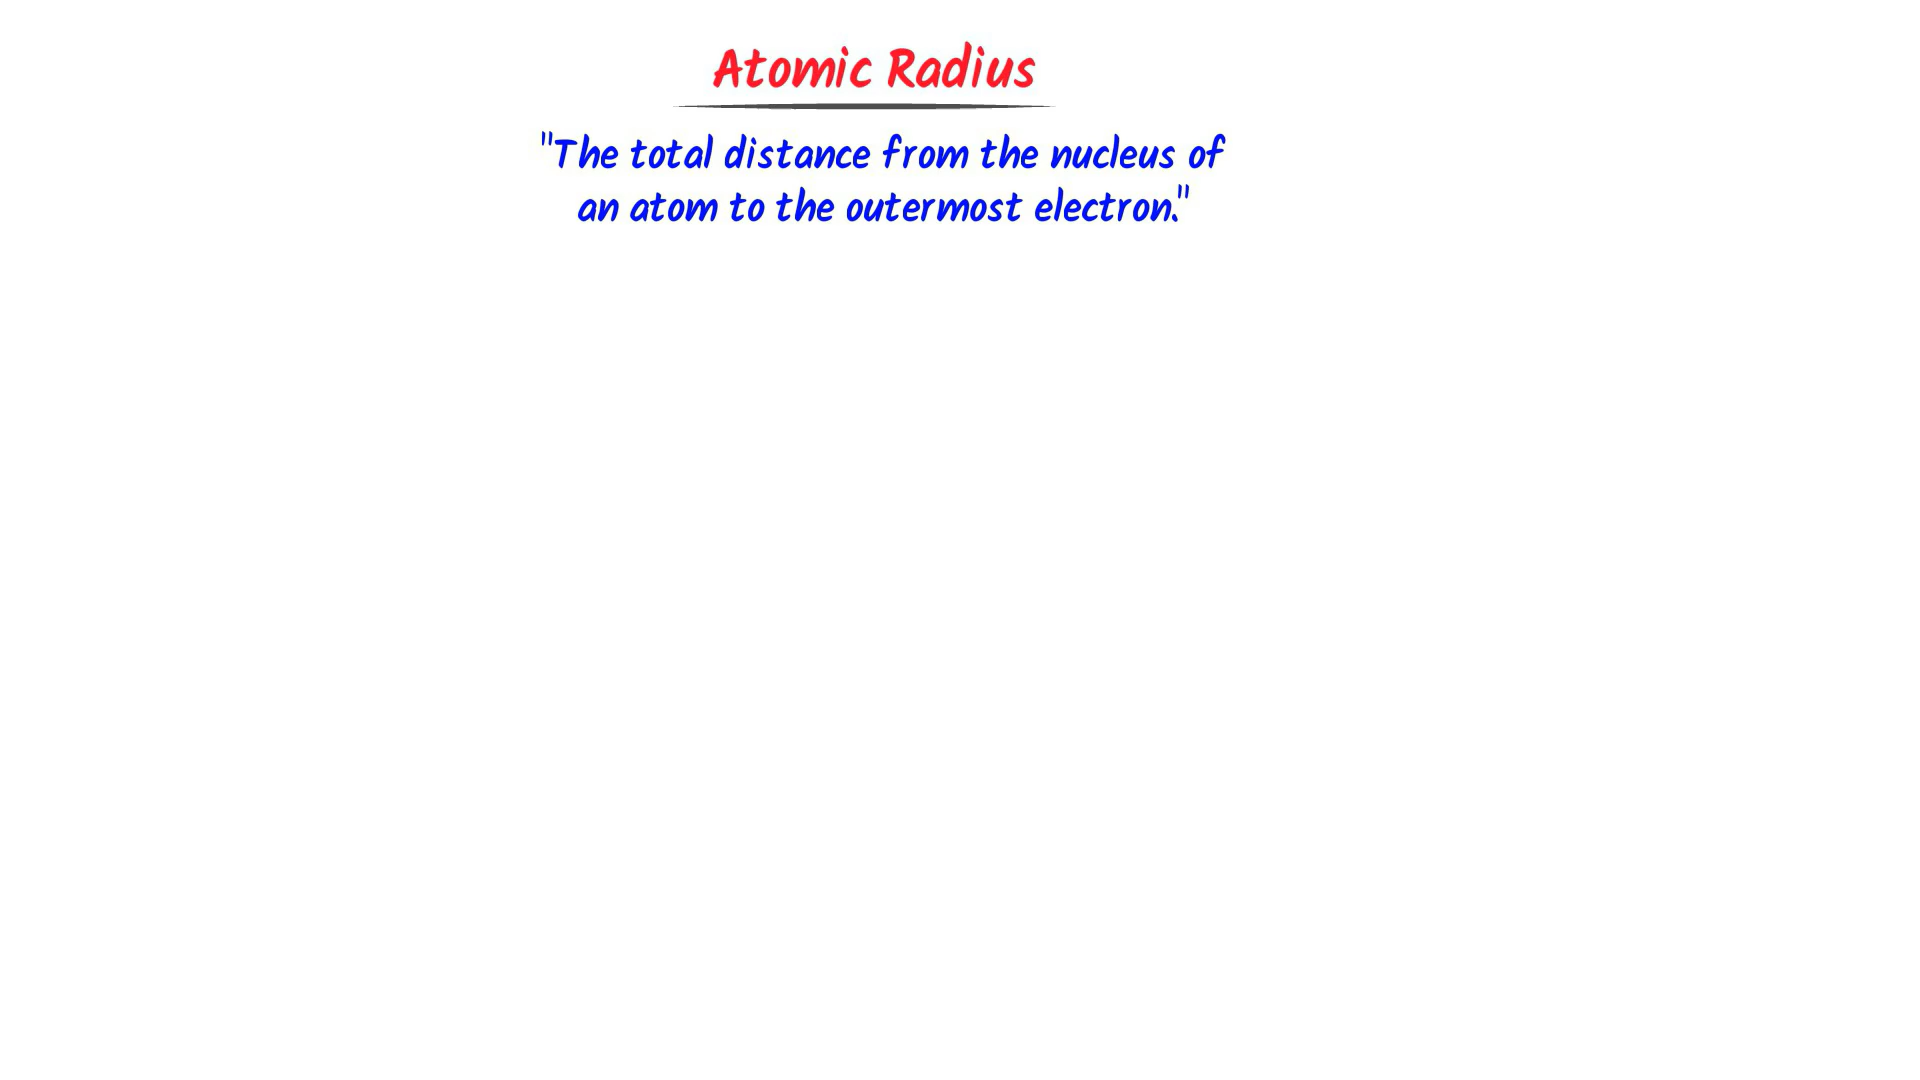 Atomic Radius
"The total distance from the nucleus of
an atom to the outermost electron."